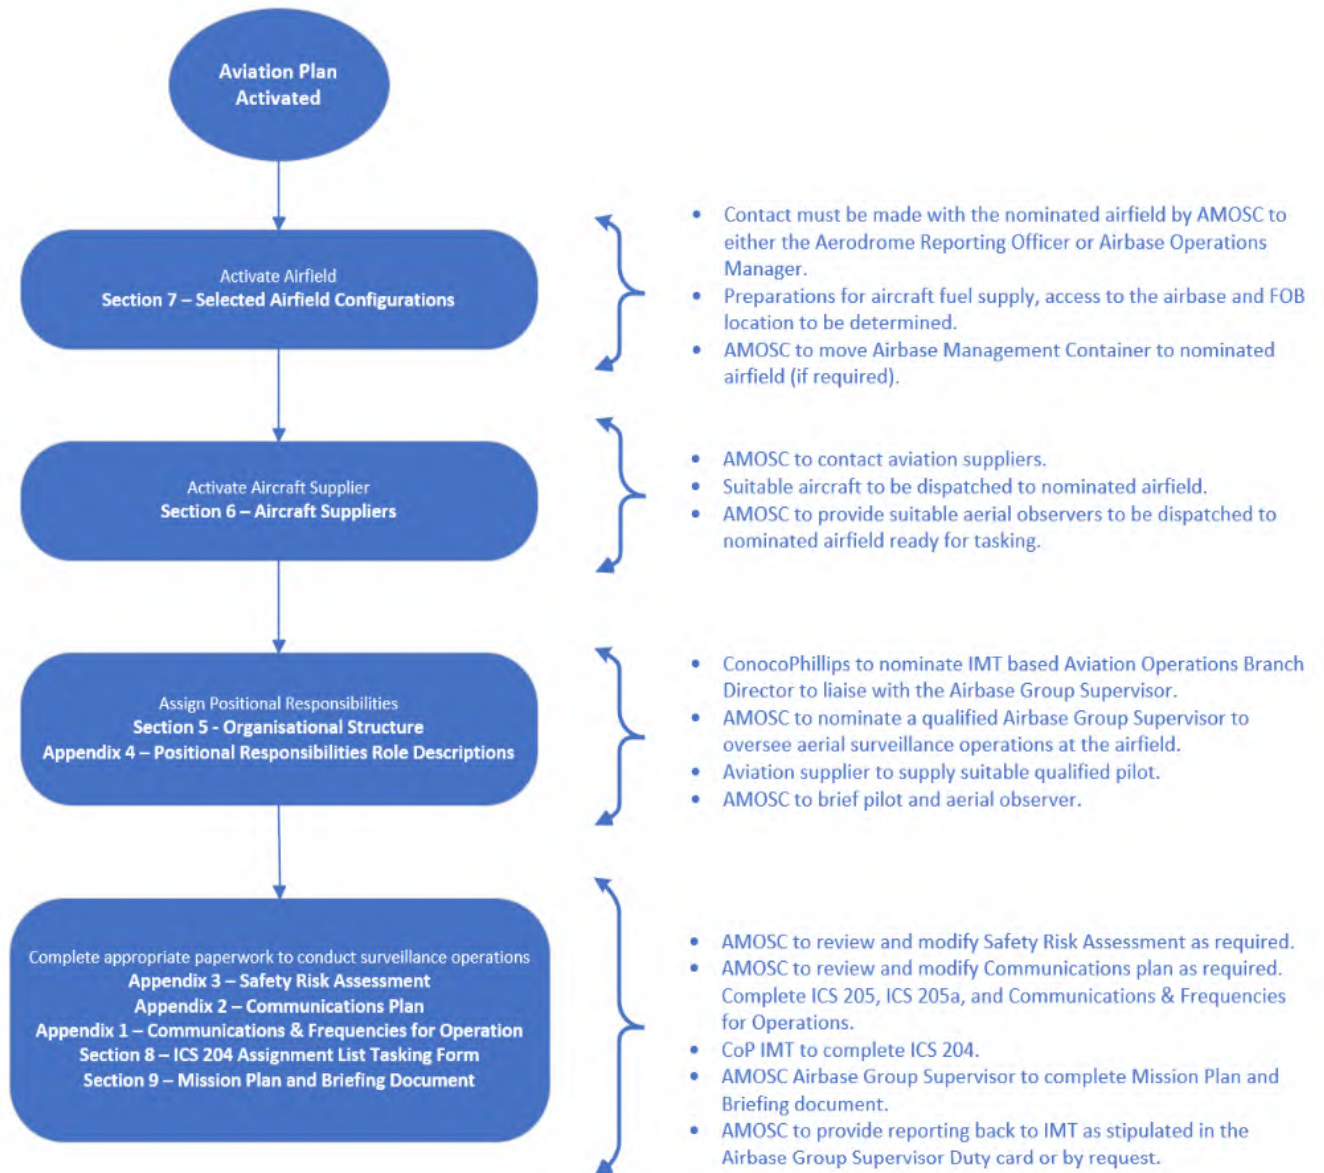 Aviation Plan
Activated
Activate Airfield
Section 7 – Selected Airfield Configurations
• Contact must be made with the nominated airfield by AMOSC to
either the Aerodrome Reporting Officer or Airbase Operations
Manager.
• Preparations for aircraft fuel supply, access to the airbase and FOB
location to be determined.
• AMOSC to move Airbase Management Container to nominated
airfield (if required).
Activate Aircraft Supplier
Section 6 – Aircraft Suppliers
• AMOSC to contact aviation suppliers.
• Suitable aircraft to be dispatched to nominated airfield.
• AMOSC to provide suitable aerial observers to be dispatched to
nominated airfield ready for tasking.
Assign Positional Responsibilities
Section 5 - Organisational Structure
Appendix 4 – Positional Responsibilities Role Descriptions
• ConocoPhillips to nominate IMT based Aviation Operations Branch
Director to liaise with the Airbase Group Supervisor.
• AMOSC to nominate a qualified Airbase Group Supervisor to
oversee aerial surveillance operations at the airfield.
• Aviation supplier to supply suitable qualified pilot.
• AMOSC to brief pilot and aerial observer.
Complete appropriate paperwork to conduct surveillance operations
Appendix 3 – Safety Risk Assessment
Appendix 2 – Communications Plan
Appendix 1 – Communications & Frequencies for Operation
Section 8 – ICS 204 Assignment List Tasking Form
Section 9 – Mission Plan and Briefing Document
• AMOSC to review and modify Safety Risk Assessment as required.
• AMOSC to review and modify Communications plan as required.
Complete ICS 205, ICS 205a, and Communications & Frequencies
for Operations.
• CoP IMT to complete ICS 204.
• AMOSC Airbase Group Supervisor to complete Mission Plan and
Briefing document.
• AMOSC to provide reporting back to IMT as stipulated in the
Airbase Group Supervisor Duty card or by request.